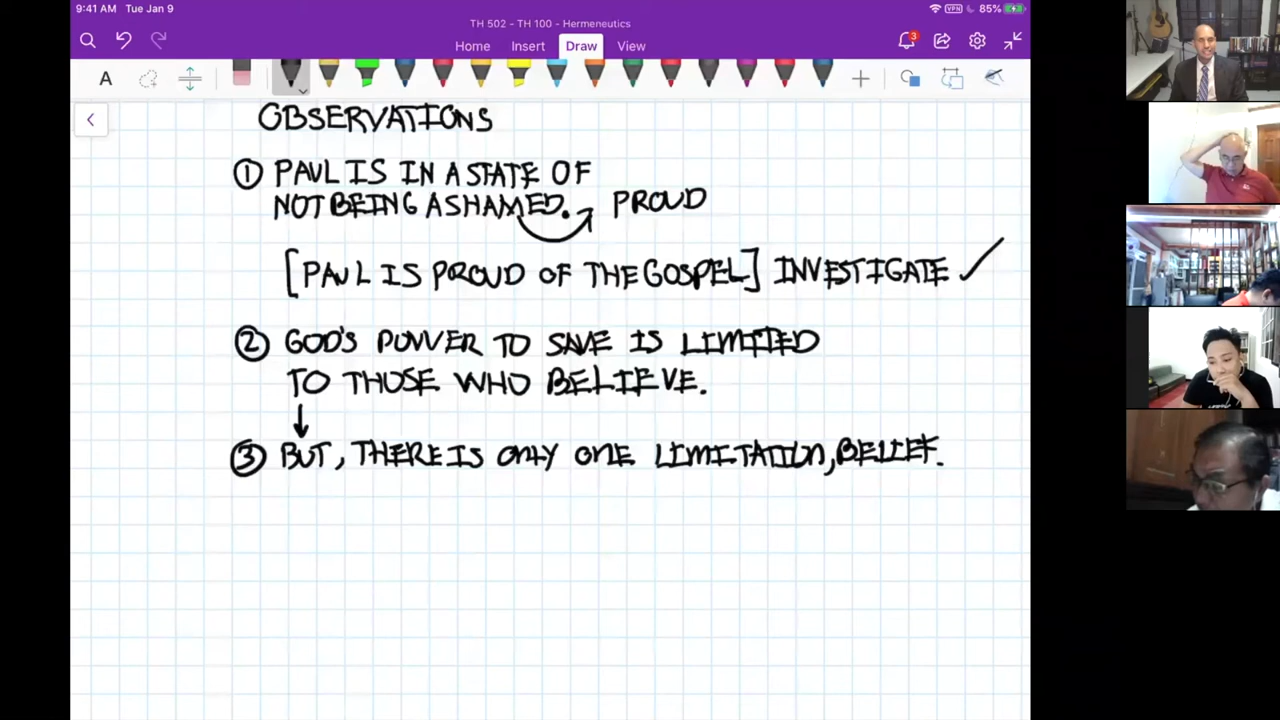 9:41 AM Tue Jan 9
VPN 85%
TH 502 - TH 100 - Hermeneutics
3
Home Insert Draw View
A
OBSERVATIONS
① PAUL IS IN A STATE OF
NOT BEING ASHAMED. PROUD
[PAUL IS PROUD OF THE GOSPEL] INVESTIGATE ✓
② GOD'S POWER TO SAVE IS LIMITED
TO THOSE WHO BELIEVE.
③ BUT, THERE IS ONLY ONE LIMITATION, BELIEF.